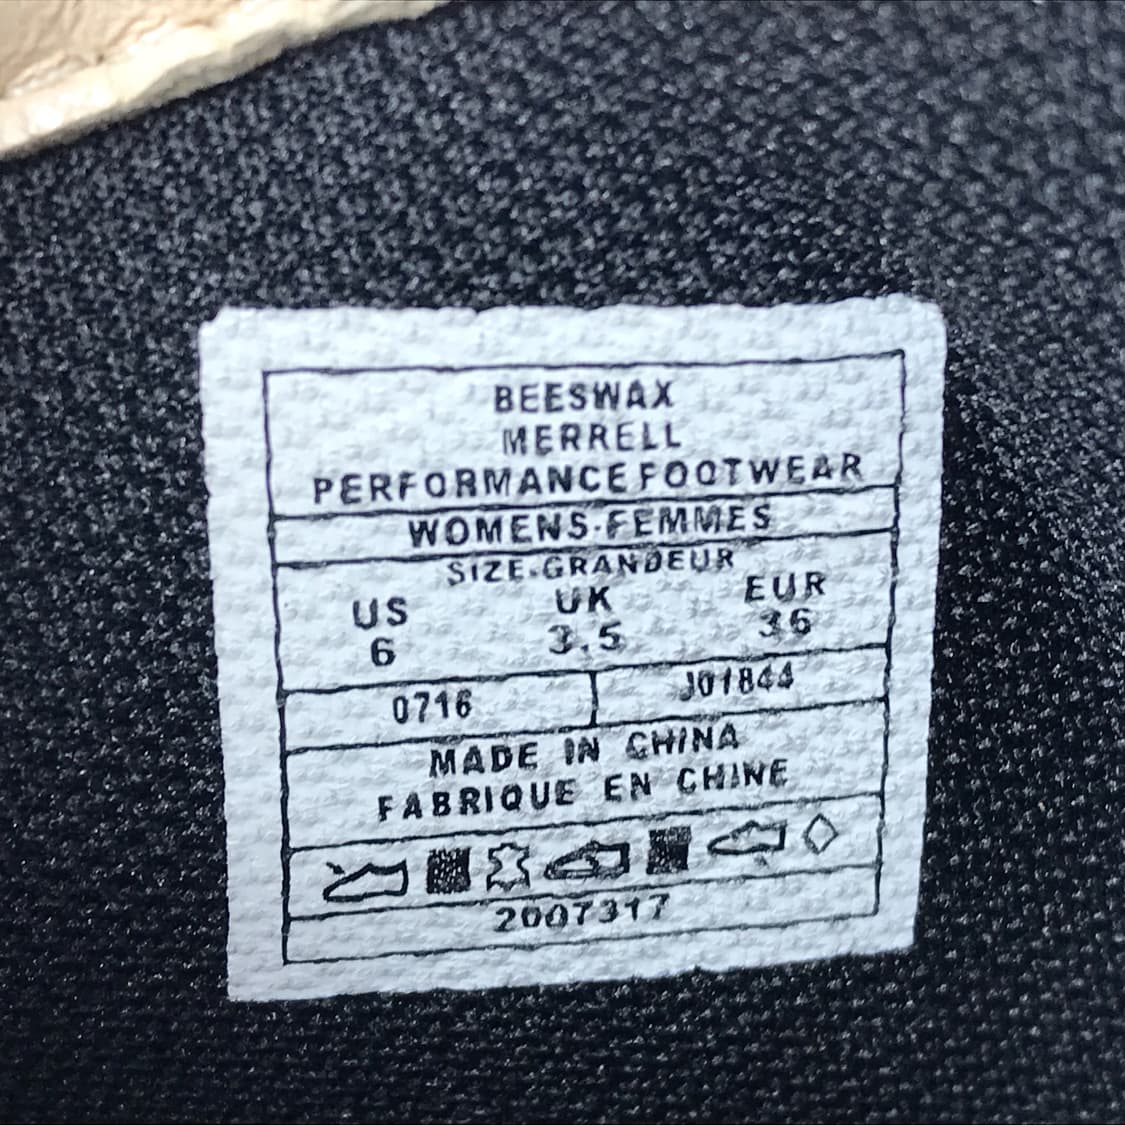 BEESWAX
MERRELL
PERFORMANCE FOOTWEAR
WOMENS-FEMMES
SIZE-GRANDEUR
US UK EUR
6 3.5 36
0716 J01844
MADE IN CHINA
FABRIQUE EN CHINE
2007317